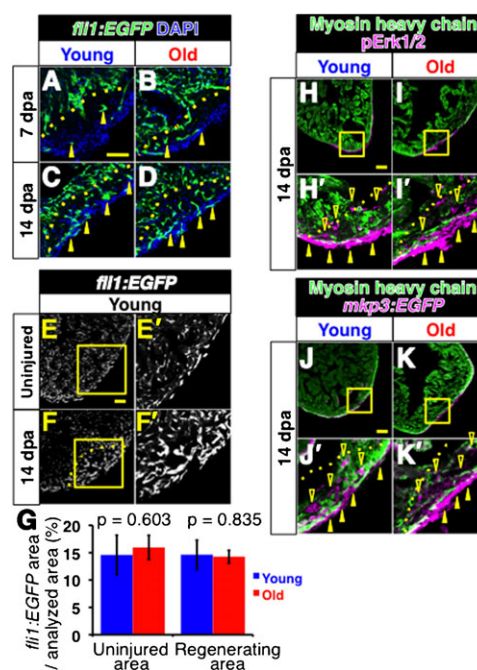 fli1:EGFP DAPI
Young Old
7 dpa
A B
14 dpa
C D
fli1:EGFP
Young
Uninjured
E E′
14 dpa
F F′
G
p = 0.603 p = 0.835
fli1:EGFP area
/ analyzed area (%)
20
15
10
5
0
Uninjured
area
Regenerating
area
Young
Old
Myosin heavy chain
pErk1/2
Young Old
14 dpa
H I
H′ I′
Myosin heavy chain
mkp3:EGFP
Young Old
14 dpa
J K
J′ K′